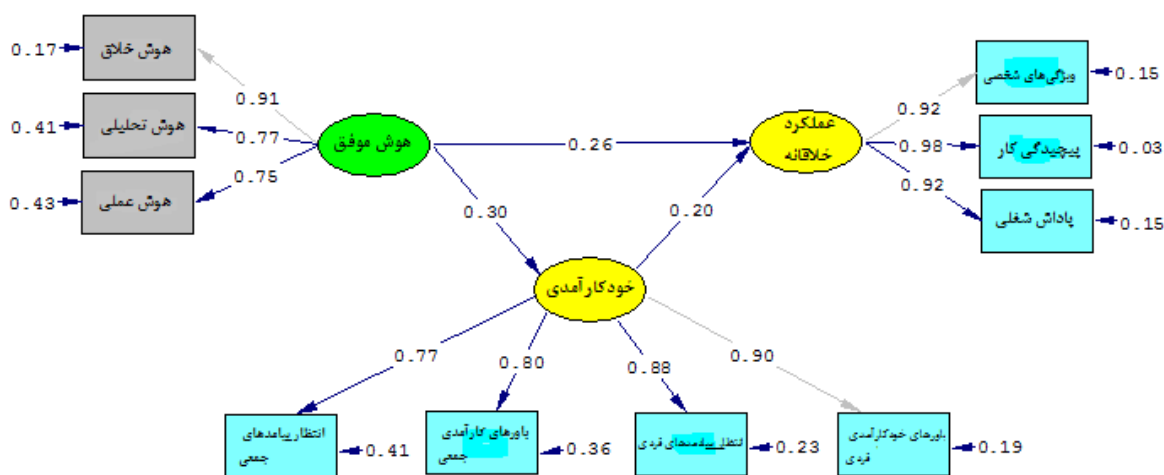 0.17
هوش خلاق
0.91
0.41
هوش تحلیلی
0.77
0.43
هوش عملی
0.75
هوش موفق
0.26
عملکرد
خلاقانه
0.92
ویژگی‌های شخصی
0.15
0.98
پیچیدگی کار
0.03
0.92
پاداش شغلی
0.15
0.30
0.20
خودکارآمدی
0.77
0.80
0.88
0.90
انتظار پیامدهای
جمعی
0.41
باورهای کارآمدی
جمعی
0.36
انتظار پیامدهای فردی
0.23
باورهای خودکارآمدی
فردی
0.19